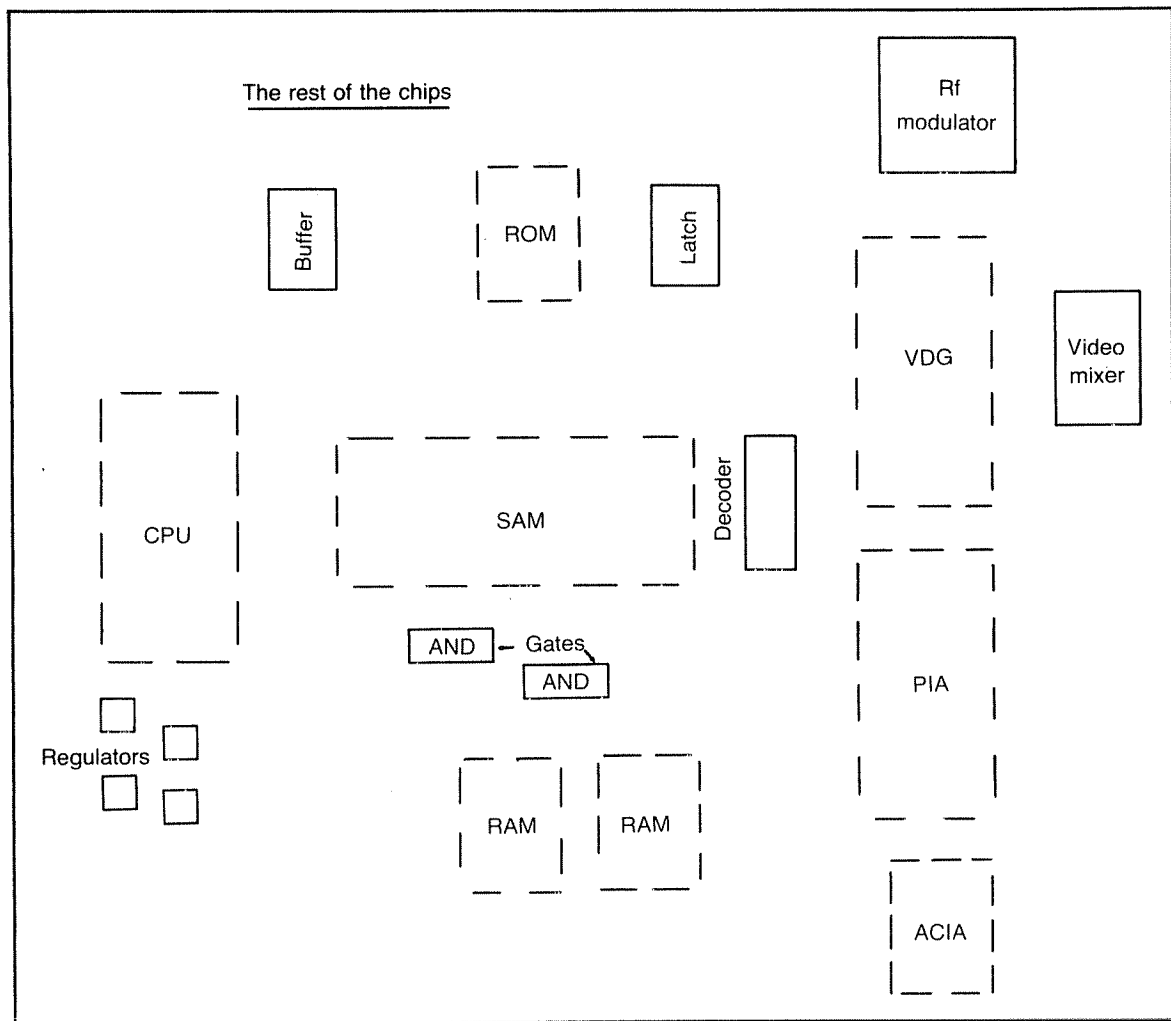 The rest of the chips
Rf
modulator
Buffer
ROM
Latch
VDG
Video
mixer
CPU
SAM
Decoder
AND
Gates
AND
PIA
Regulators
RAM
RAM
ACIA